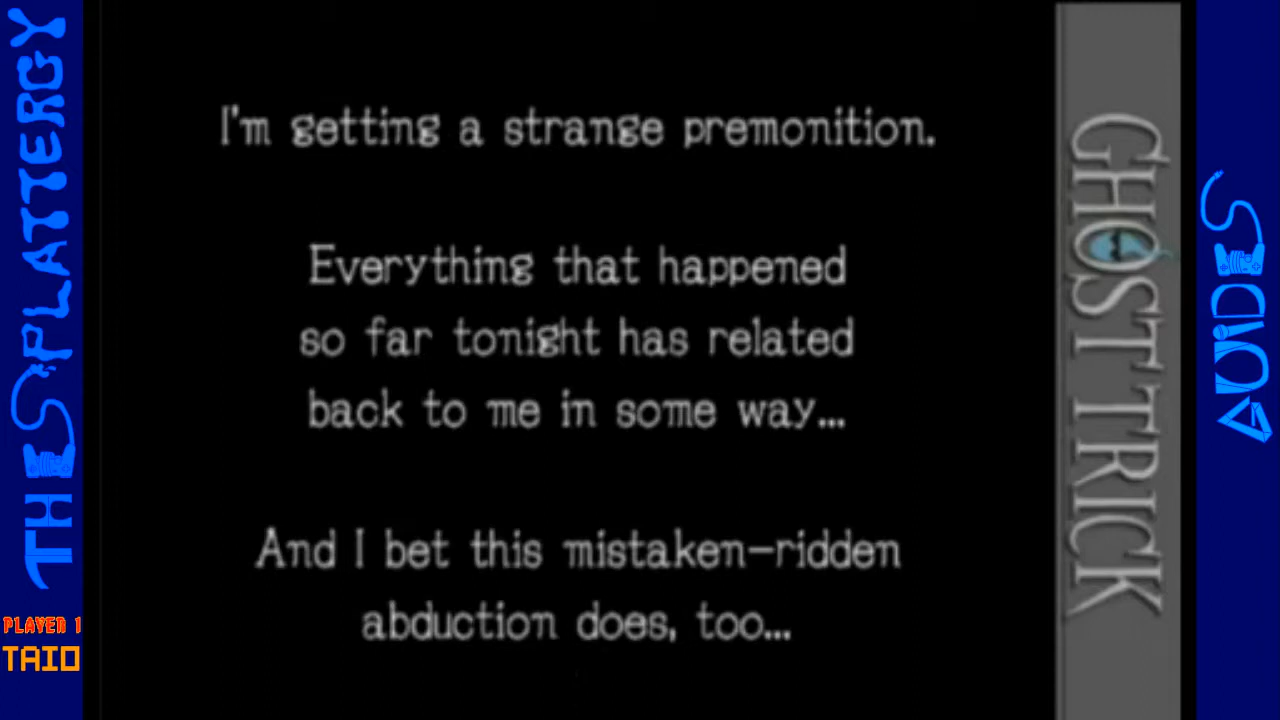 THE SPLATTERGY
PLAYER 1
TAIO
I'm getting a strange premonition.
Everything that happened
so far tonight has related
back to me in some way...
And I bet this mistaken-ridden
abduction does, too...
GHOST TRICK